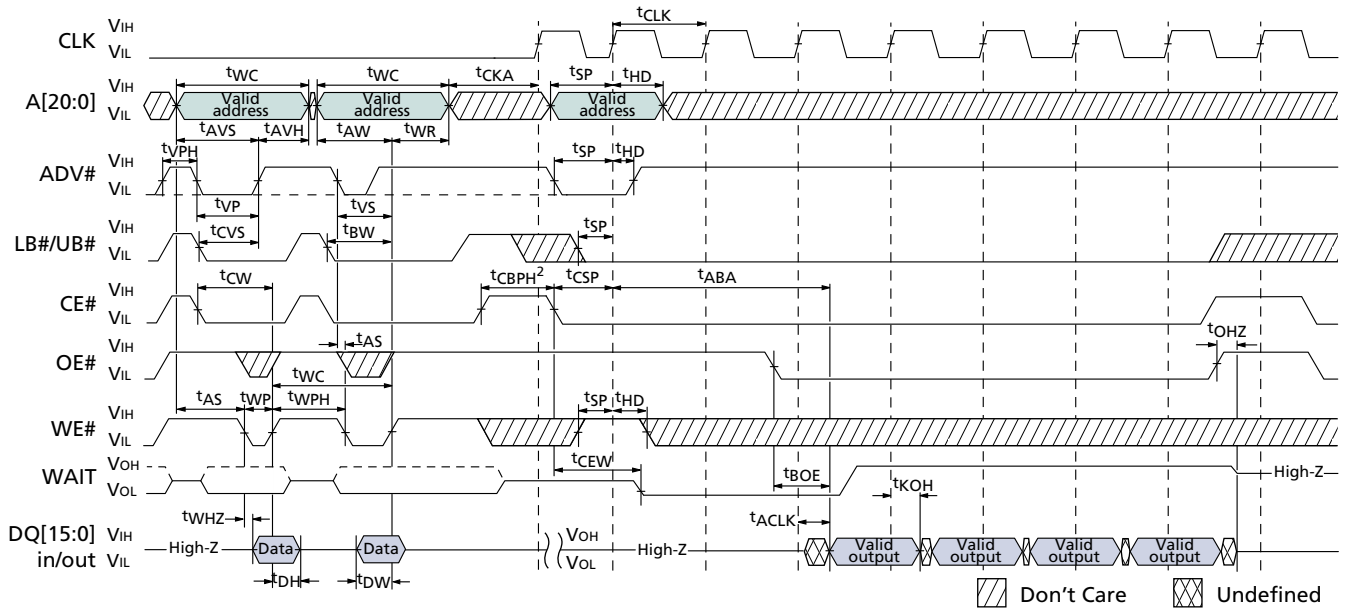 tCLK
VIH
CLK
VIL
tWC
tWC
tCKA
tSP
tHD
VIH
A[20:0]
VIL
Valid address
Valid address
Valid address
tAVS
tAVH
tAW
tWR
tVPH
VIH
ADV#
VIL
tSP
tHD
tVP
tVS
VIH
LB#/UB#
VIL
tCVS
tBW
tSP
tCW
tCBPH2
tCSP
tABA
VIH
CE#
VIL
tOHZ
VIH
OE#
VIL
tAS
tWC
tAS
tWP
tWPH
tSP
tHD
VIH
WE#
VIL
VOH
WAIT
VOL
tCEW
tBOE
tKOH
High-Z
tWHZ
tACLK
DQ[15:0]
in/out
VIH
VIL
High-Z
Data
Data
VOH
VOL
High-Z
Valid output
Valid output
Valid output
Valid output
tDH
tDW
Don't Care
Undefined